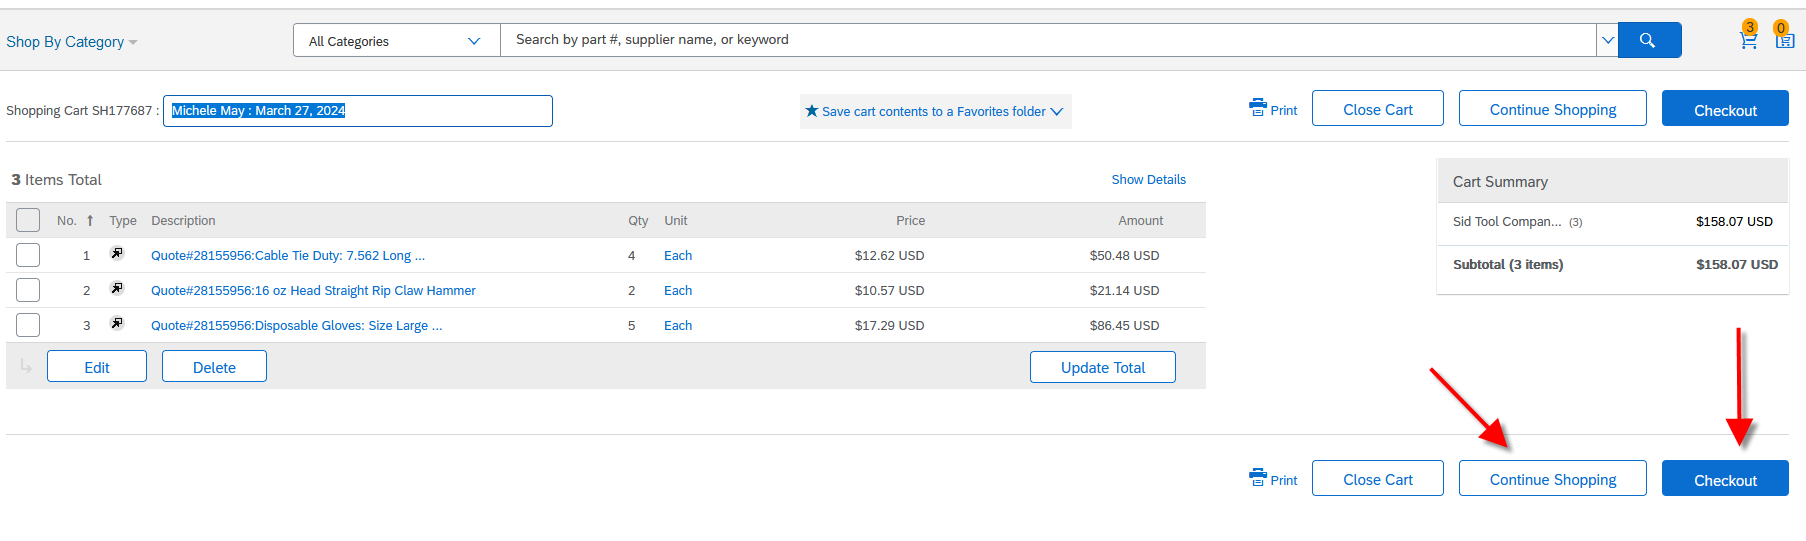 Shop By Category
All Categories
Search by part #, supplier name, or keyword
3
0
Shopping Cart SH177687 :
Michele May : March 27, 2024
Save cart contents to a Favorites folder
Print
Close Cart
Continue Shopping
Checkout
3 Items Total
Show Details
No. ↑ Type Description Qty Unit Price Amount
1 Quote#28155956:Cable Tie Duty: 7.562 Long ... 4 Each $12.62 USD $50.48 USD
2 Quote#28155956:16 oz Head Straight Rip Claw Hammer 2 Each $10.57 USD $21.14 USD
3 Quote#28155956:Disposable Gloves: Size Large ... 5 Each $17.29 USD $86.45 USD
Edit
Delete
Update Total
Cart Summary
Sid Tool Compan... (3) $158.07 USD
Subtotal (3 items) $158.07 USD
Print
Close Cart
Continue Shopping
Checkout